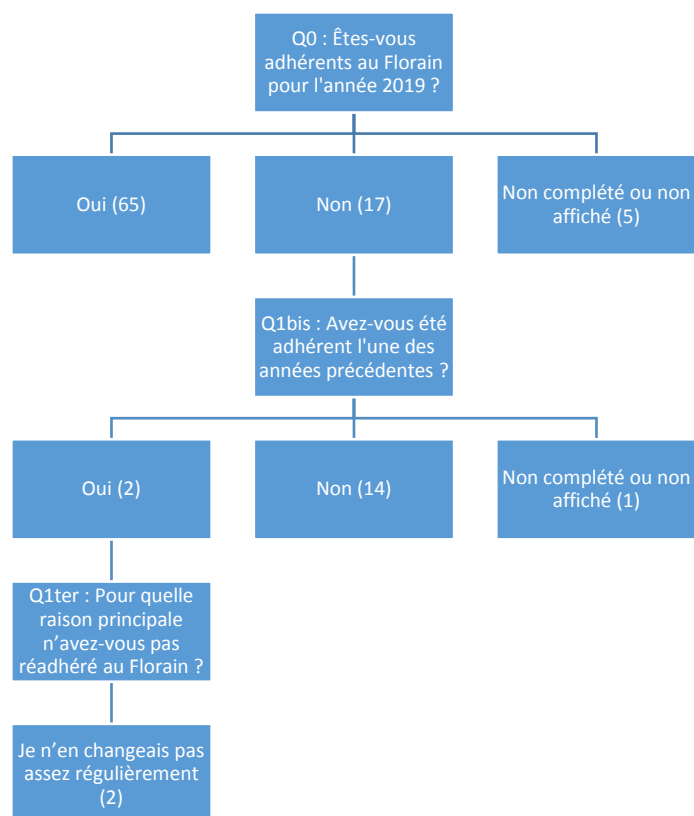 Q0 : Êtes-vous
adhérents au Florain
pour l'année 2019 ?
Oui (65)
Non (17)
Non complété ou non
affiché (5)
Q1bis : Avez-vous été
adhérent l'une des
années précédentes ?
Oui (2)
Non (14)
Non complété ou non
affiché (1)
Q1ter : Pour quelle
raison principale
n’avez-vous pas
réadhéré au Florain ?
Je n’en changeais pas
assez régulièrement
(2)